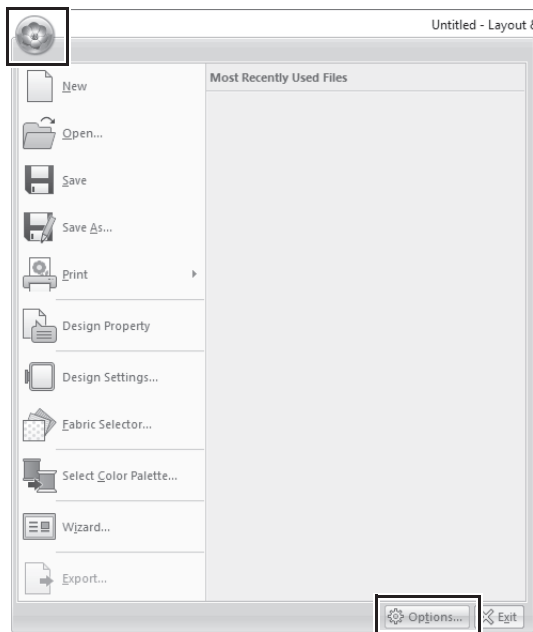 Untitled - Layout &
New
Most Recently Used Files
Open...
Save
Save As...
Print
Design Property
Design Settings...
Fabric Selector...
Select Color Palette...
Wizard...
Export...
Options...
Exit